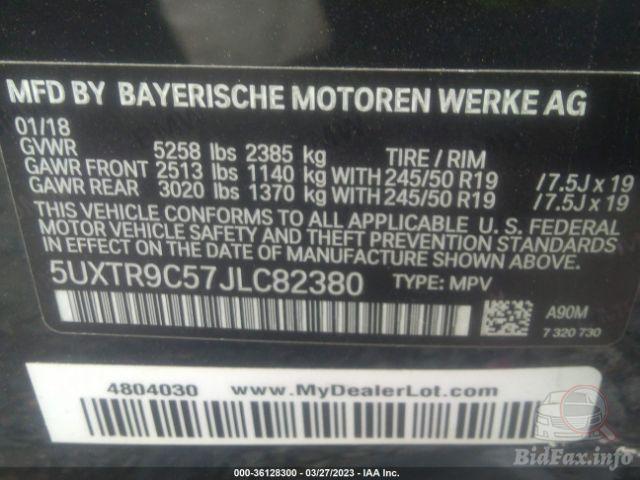 MFD BY BAYERISCHE MOTOREN WERKE AG
01/18
GVWR 5258 lbs 2385 kg TIRE / RIM
GAWR FRONT 2513 lbs 1140 kg WITH 245/50 R19 /7.5J x 19
GAWR REAR 3020 lbs 1370 kg WITH 245/50 R19 /7.5J x 19
THIS VEHICLE CONFORMS TO ALL APPLICABLE U. S. FEDERAL
MOTOR VEHICLE SAFETY AND THEFT PREVENTION STANDARDS
IN EFFECT ON THE DATE OF MANUFACTURE SHOWN ABOVE.
5UXTR9C57JLC82380 TYPE: MPV
A90M
7 320 730
4804030 www.MyDealerLot.com
BidFax.info
000-36128300 - 03/27/2023 - IAA Inc.